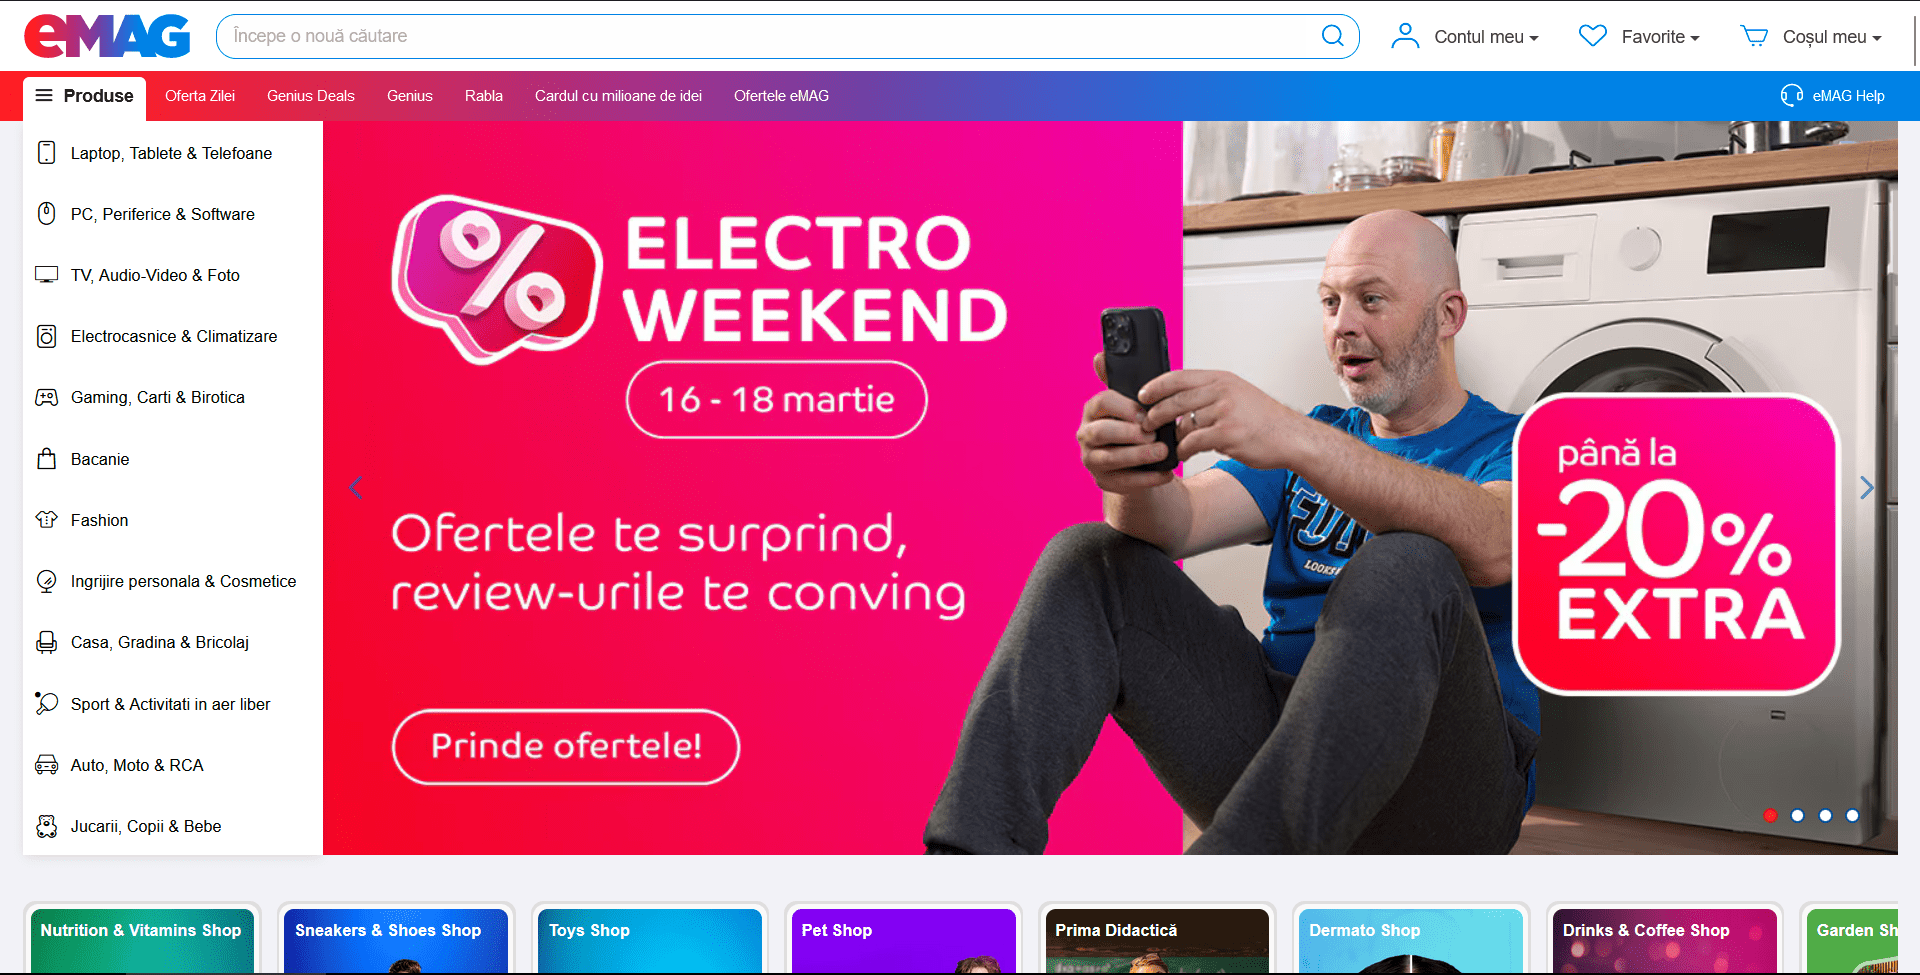 eMAG
Începe o nouă căutare
Contul meu
Favorite
Coșul meu
Produse
Oferta Zilei
Genius Deals
Genius
Rabla
Cardul cu milioane de idei
Ofertele eMAG
eMAG Help
Laptop, Tablete & Telefoane
PC, Periferice & Software
TV, Audio-Video & Foto
Electrocasnice & Climatizare
Gaming, Carti & Birotica
Bacanie
Fashion
Ingrijire personala & Cosmetice
Casa, Gradina & Bricolaj
Sport & Activitati in aer liber
Auto, Moto & RCA
Jucarii, Copii & Bebe
%
ELECTRO
WEEKEND
16 - 18 martie
Ofertele te surprind,
review-urile te conving
Prinde ofertele!
până la
-20%
EXTRA
Nutrition & Vitamins Shop
Sneakers & Shoes Shop
Toys Shop
Pet Shop
Prima Didactică
Dermato Shop
Drinks & Coffee Shop
Garden Sh